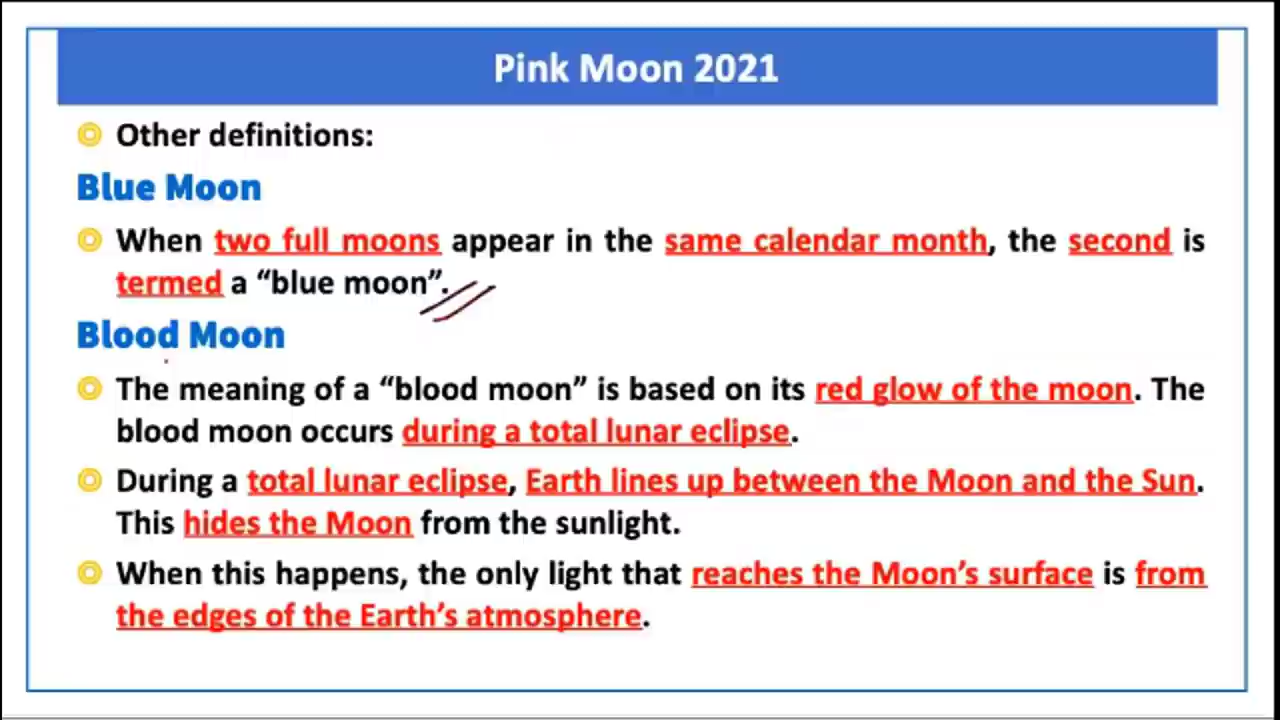 Pink Moon 2021
Other definitions:
Blue Moon
When two full moons appear in the same calendar month, the second is
termed a “blue moon”.
Blood Moon
The meaning of a “blood moon” is based on its red glow of the moon. The
blood moon occurs during a total lunar eclipse.
During a total lunar eclipse, Earth lines up between the Moon and the Sun.
This hides the Moon from the sunlight.
When this happens, the only light that reaches the Moon’s surface is from
the edges of the Earth’s atmosphere.